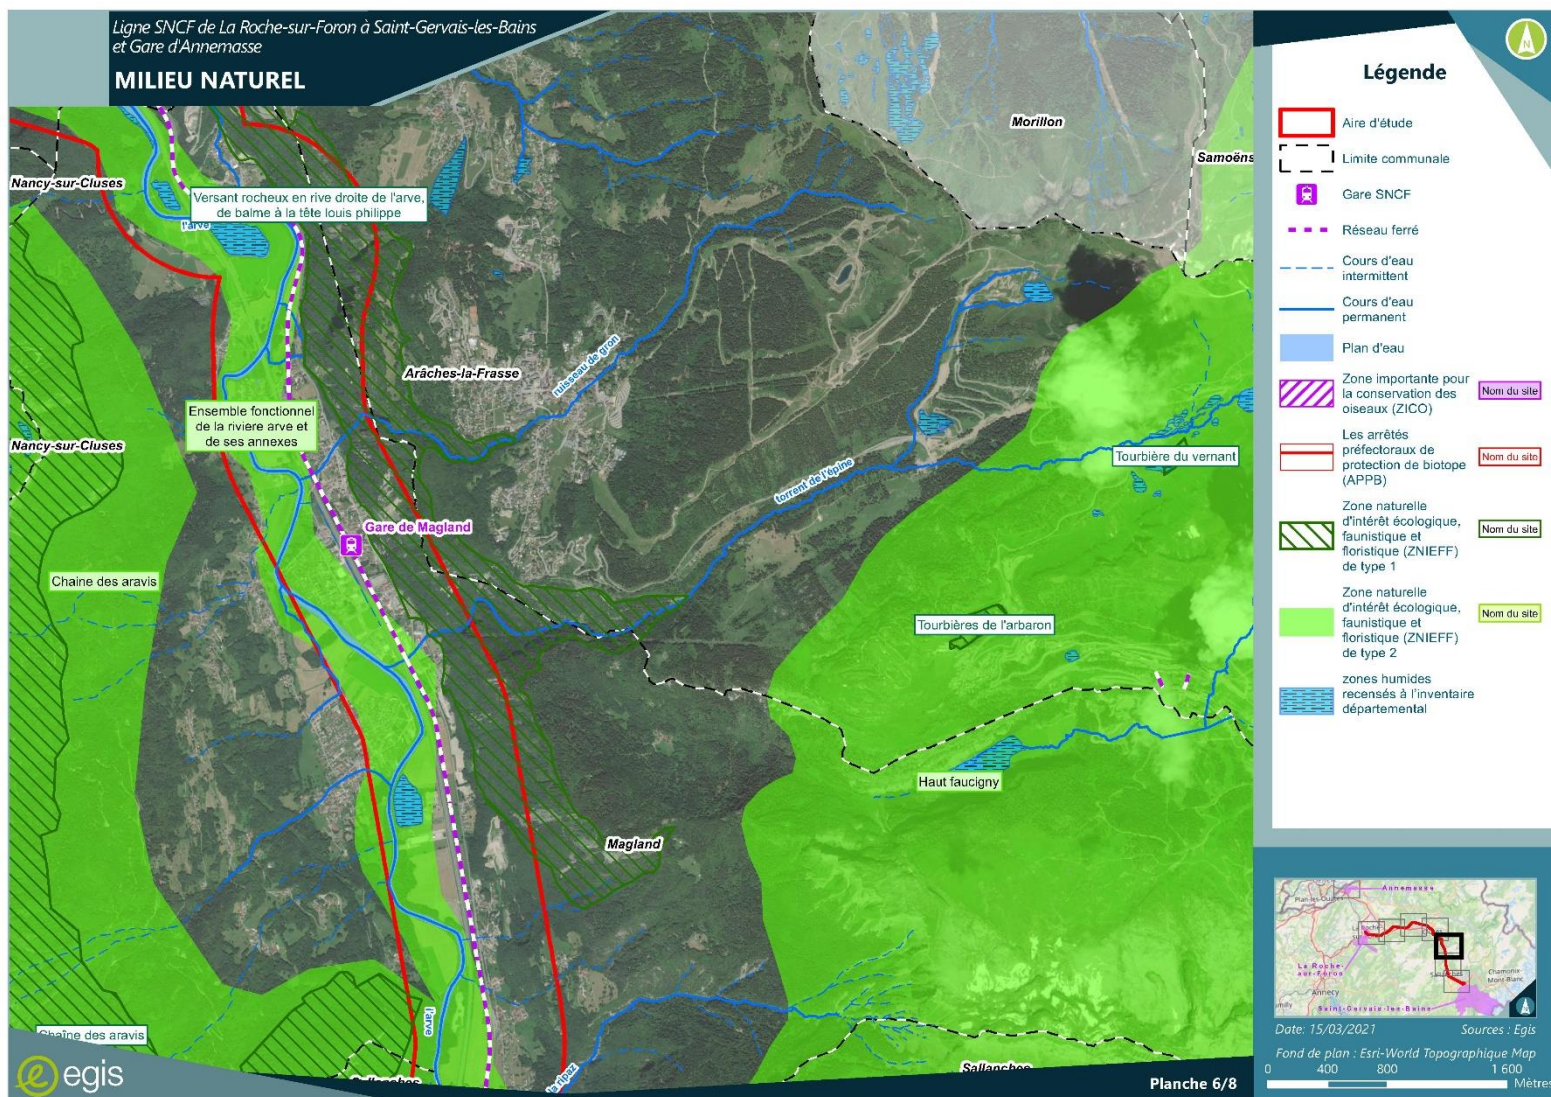 Ligne SNCF de La Roche-sur-Foron à Saint-Gervais-les-Bains
et Gare d'Annemasse
MILIEU NATUREL
Nancy-sur-Cluses
Versant rocheux en rive droite de l'arve,
de balme à la tête louis philippe
l'arve
Morillon
Samoëns
Arâches-la-Frasse
ruisseau de gron
Ensemble fonctionnel
de la riviere arve et
de ses annexes
Nancy-sur-Cluses
Tourbière du vernant
torrent de l'épine
Gare de Magland
Chaine des aravis
Tourbières de l'arbaron
Haut faucigny
Magland
l'arve
Chaîne des aravis
Sallanches
la ripaz
Sallanches
egis
Planche 6/8
N
Légende
Aire d'étude
Limite communale
Gare SNCF
Réseau ferré
Cours d'eau
intermittent
Cours d'eau
permanent
Plan d'eau
Zone importante pour
la conservation des
oiseaux (ZICO)
Nom du site
Les arrêtés
préfectoraux de
protection de biotope
(APPB)
Nom du site
Zone naturelle
d'intérêt écologique,
faunistique et
floristique (ZNIEFF)
de type 1
Nom du site
Zone naturelle
d'intérêt écologique,
faunistique et
floristique (ZNIEFF)
de type 2
Nom du site
zones humides
recensés à l'inventaire
départemental
Annemasse
Plan-les-Ouates
La Roche-
sur-Foron
Annecy
Chamonix
Mont-Blanc
Saint-Gervais-les-Bains
Date: 15/03/2021
Sources : Egis
Fond de plan : Esri-World Topographique Map
0 400 800 1 600
Mètres